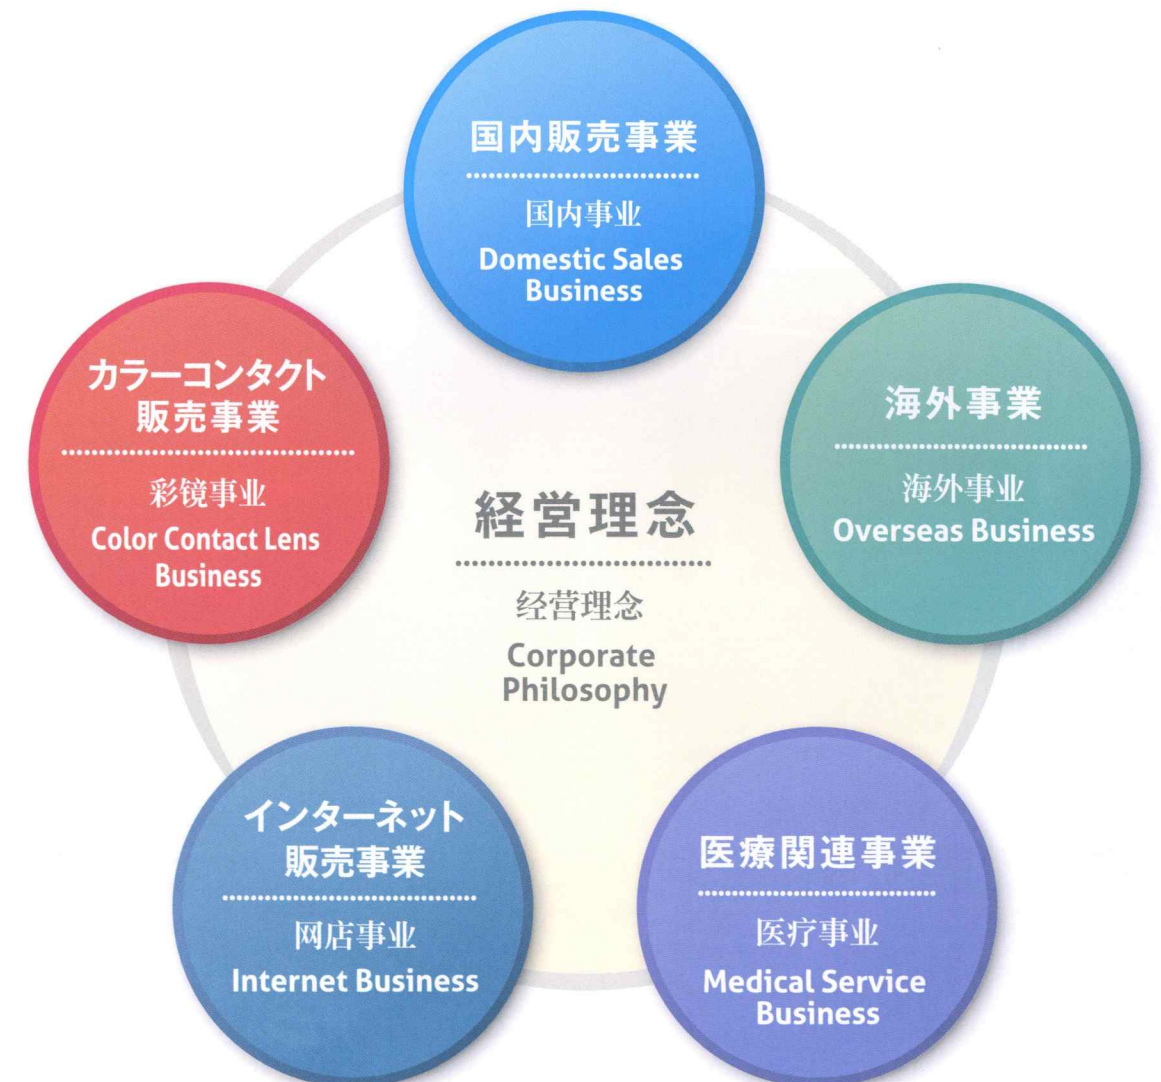 国内販売事業
国内事业
Domestic Sales
Business
カラーコンタクト
販売事業
彩镜事业
Color Contact Lens
Business
海外事業
海外事业
Overseas Business
経営理念
经营理念
Corporate
Philosophy
インターネット
販売事業
网店事业
Internet Business
医療関連事業
医疗事业
Medical Service
Business